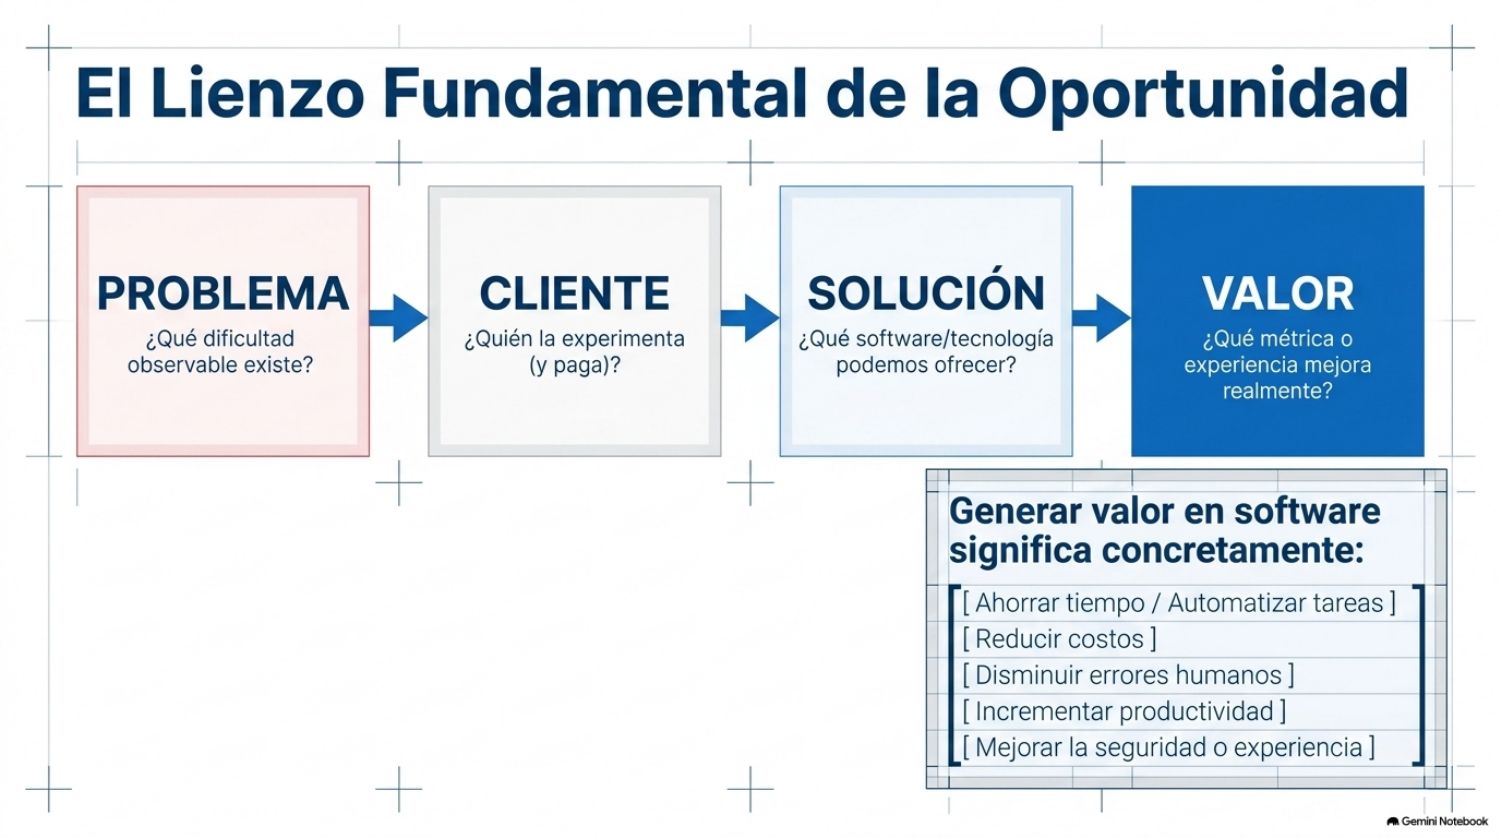 El Lienzo Fundamental de la Oportunidad
PROBLEMA
¿Qué dificultad
observable existe?
CLIENTE
¿Quién la experimenta
(y paga)?
SOLUCIÓN
¿Qué software/tecnología
podemos ofrecer?
VALOR
¿Qué métrica o
experiencia mejora
realmente?
Generar valor en software
significa concretamente:
[ Ahorrar tiempo / Automatizar tareas ]
[ Reducir costos ]
[ Disminuir errores humanos ]
[ Incrementar productividad ]
[ Mejorar la seguridad o experiencia ]
Gemini Notebook